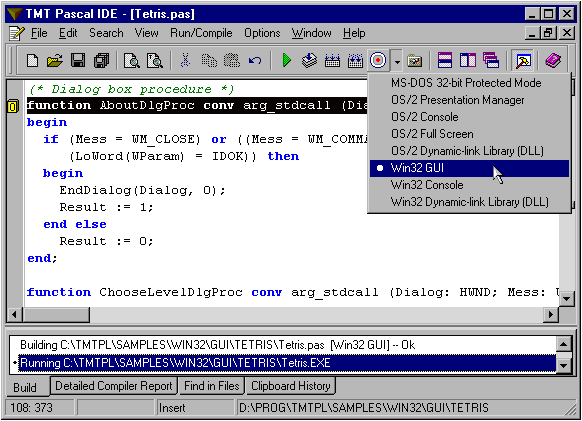 TMT Pascal IDE - [Tetris.pas]
File Edit Search View Run/Compile Options Window Help
MS-DOS 32-bit Protected Mode
OS/2 Presentation Manager
OS/2 Console
OS/2 Full Screen
OS/2 Dynamic-link Library (DLL)
Win32 GUI
Win32 Console
Win32 Dynamic-link Library (DLL)
(* Dialog box procedure *)
function AboutDlgProc conv arg_stdcall (Dia
begin
if (Mess = WM_CLOSE) or ((Mess = WM_COMMA
(LoWord(WParam) = IDOK)) then
begin
EndDialog(Dialog, 0);
Result := 1;
end else
Result := 0;
end;
function ChooseLevelDlgProc conv arg_stdcall (Dialog: HWND; Mess: U
Building C:\TMTPL\SAMPLES\WIN32\GUI\TETRIS\Tetris.pas [Win32 GUI] -- Ok
Running C:\TMTPL\SAMPLES\WIN32\GUI\TETRIS\Tetris.EXE
Build Detailed Compiler Report Find in Files Clipboard History
108: 373 Insert D:\PROG\TMTPL\SAMPLES\WIN32\GUI\TETRIS